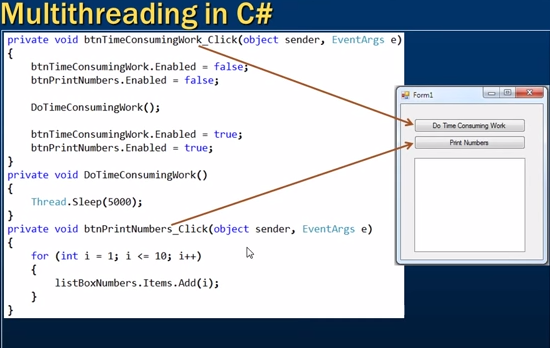 Multithreading in C#
private void btnTimeConsumingWork_Click(object sender, EventArgs e)
{
btnTimeConsumingWork.Enabled = false;
btnPrintNumbers.Enabled = false;
DoTimeConsumingWork();
btnTimeConsumingWork.Enabled = true;
btnPrintNumbers.Enabled = true;
}
private void DoTimeConsumingWork()
{
Thread.Sleep(5000);
}
private void btnPrintNumbers_Click(object sender, EventArgs e)
{
for (int i = 1; i <= 10; i++)
{
listBoxNumbers.Items.Add(i);
}
}
Form1
Do Time Consuming Work
Print Numbers